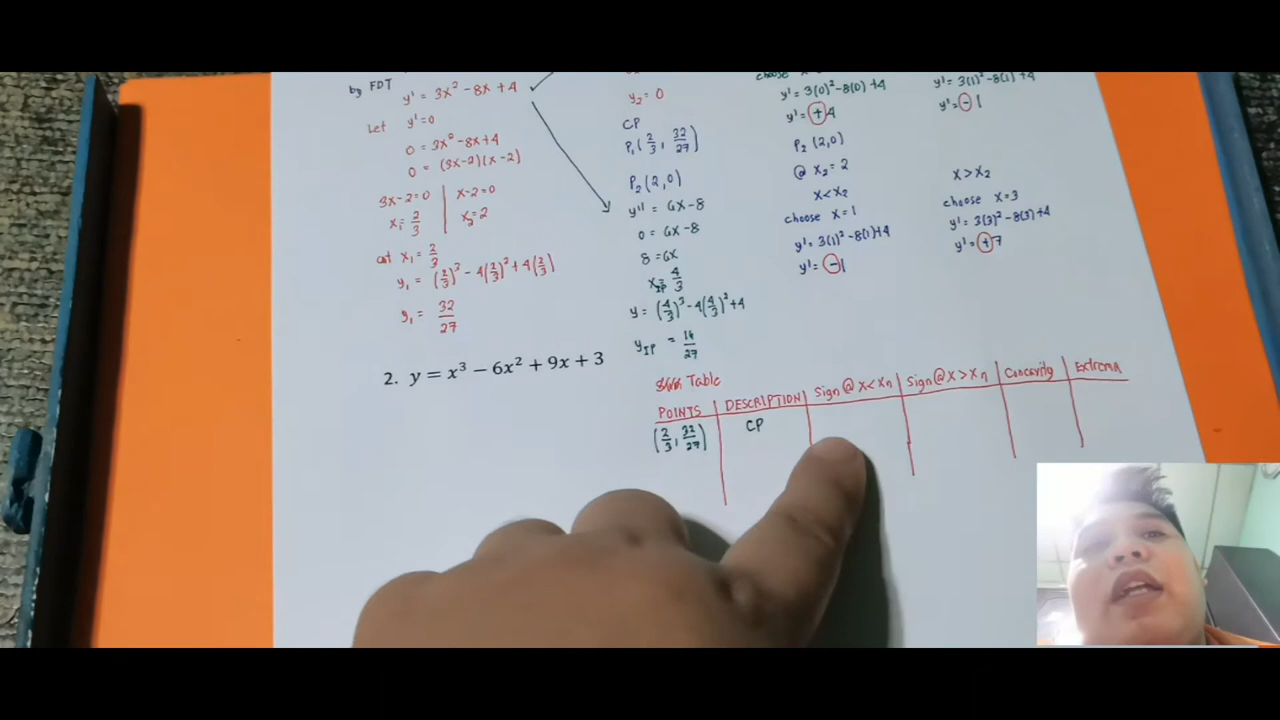 by FDT
y' = 3x² - 8x + 4
Let y' = 0
0 = 3x² - 8x + 4
0 = (3x-2)(x-2)
3x-2=0 | x-2=0
x₁ = 2/3 | x₂ = 2
at x₁ = 2/3
y₁ = (2/3)³ - 4(2/3)² + 4(2/3)
y₁ = 32/27
2. y = x³ − 6x² + 9x + 3
y₂ = 0
CP
P₁(2/3, 32/27)
P₂(2,0)
y'' = 6x-8
0 = 6x-8
8 = 6x
x_IP = 4/3
y = (4/3)³ - 4(4/3)² + 4
y_IP = 16/27
choose x
y' = 3(0)² - 8(0) + 4
y' = + 4
P₂(2,0)
@ x₂ = 2
x < x₂
choose x = 1
y' = 3(1)² - 8(1) + 4
y' = - 1
y' = 3(1)² - 8(1) + 4
y' = - 1
x > x₂
choose x = 3
y' = 3(3)² - 8(3) + 4
y' = + 7
Table
POINTS | DESCRIPTION | Sign @ x < xn | Sign @ x > xn | Concavity | Extrema
(2/3, 32/27) | CP